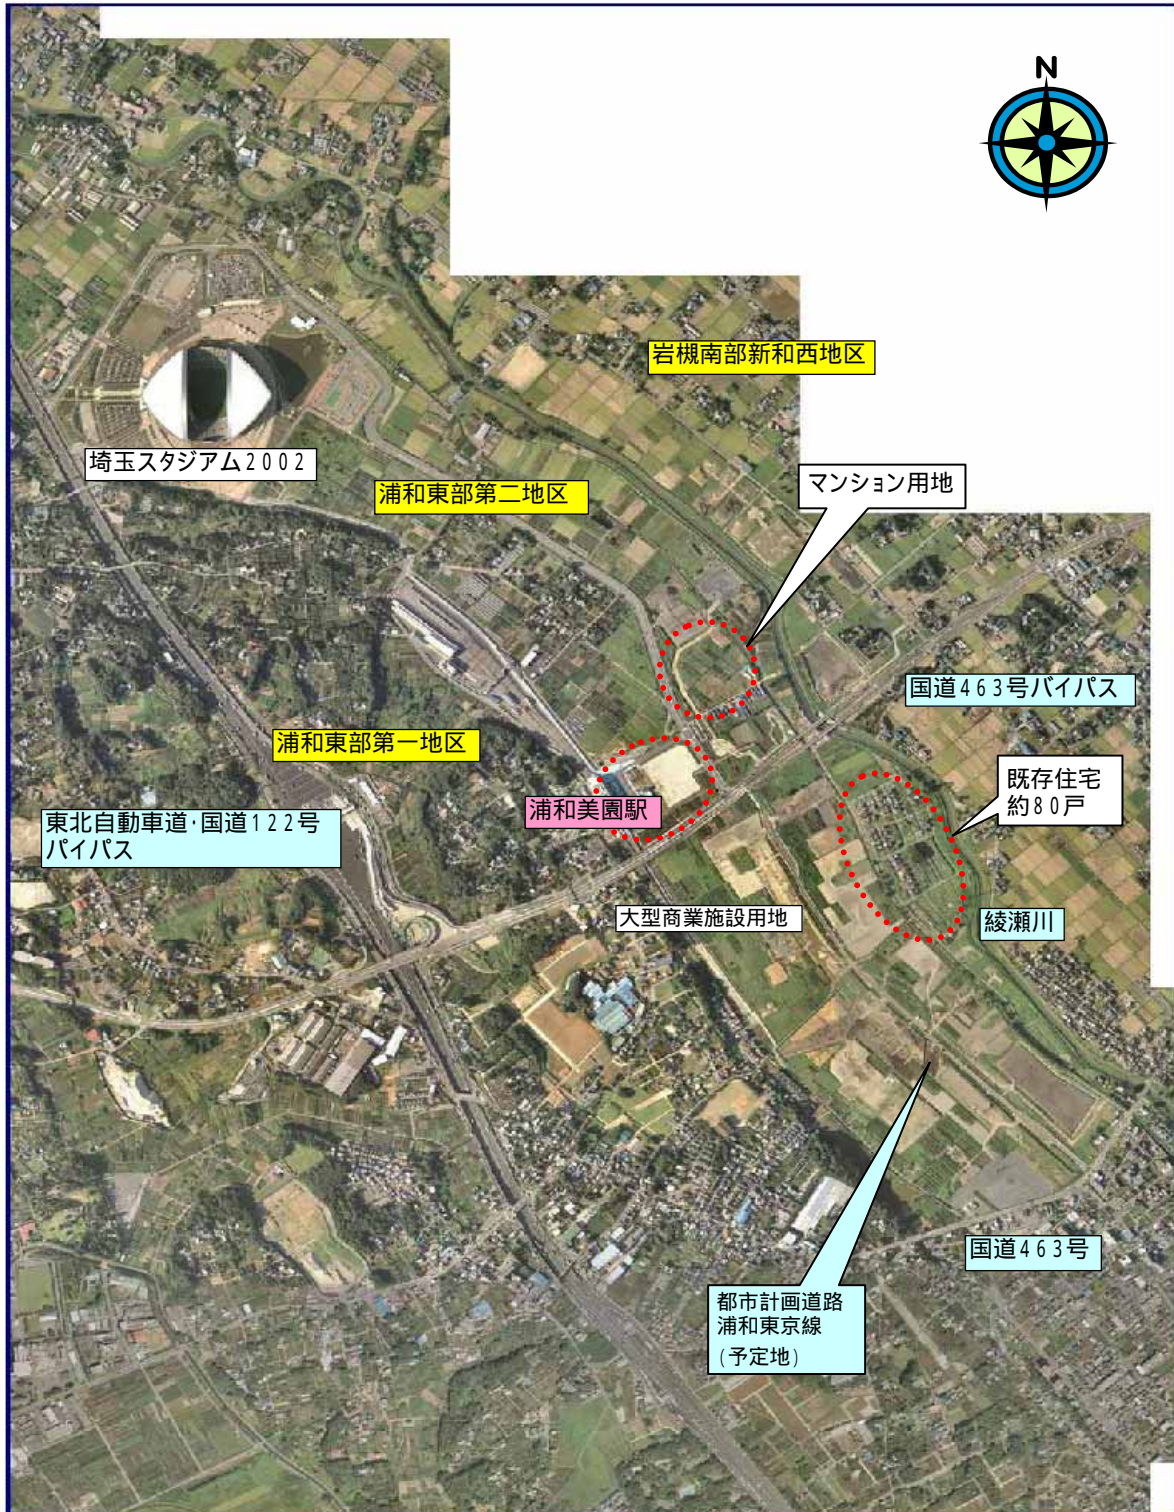 N
岩槻南部新和西地区
埼玉スタジアム2002
マンション用地
浦和東部第二地区
国道463号バイパス
浦和東部第一地区
既存住宅
約80戸
浦和美園駅
東北自動車道・国道122号
バイパス
大型商業施設用地
綾瀬川
国道463号
都市計画道路
浦和東京線
(予定地)